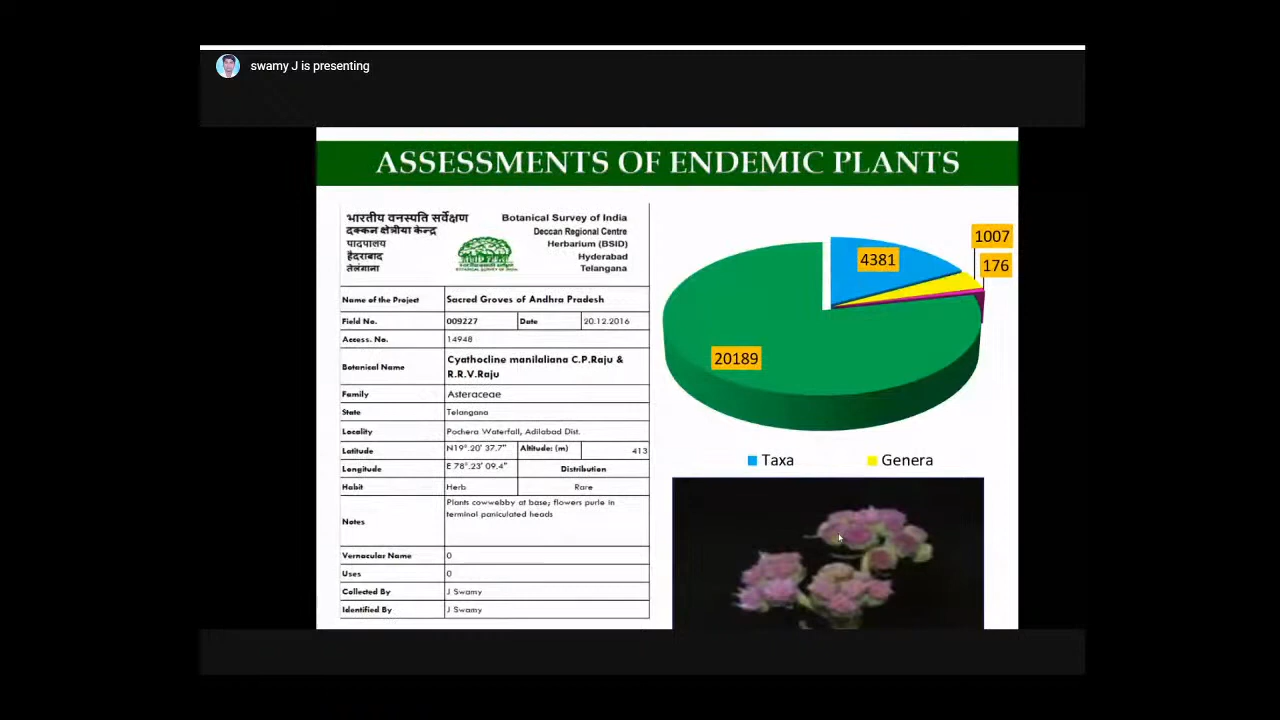 swamy J is presenting
ASSESSMENTS OF ENDEMIC PLANTS
भारतीय वनस्पति सर्वेक्षण
दक्कन क्षेत्रीया केन्द्र
पादपालय
हैदराबाद
तेलंगाना
Botanical Survey of India
Deccan Regional Centre
Herbarium (BSID)
Hyderabad
Telangana
Name of the Project Sacred Groves of Andhra Pradesh
Field No. 009227 Date 20.12.2016
Access. No. 14948
Botanical Name Cyathocline manilaliana C.P.Raju &
R.R.V.Raju
Family Asteraceae
State Telangana
Locality Pochera Waterfall, Adilabad Dist.
Latitude N19°.20' 37.7" Altitude: (m) 413
Longitude E 78°.23' 09.4" Distribution
Habit Herb Rare
Notes Plants cowwebby at base; flowers purle in
terminal paniculated heads
Vernacular Name 0
Uses 0
Collected By J Swamy
Identified By J Swamy
1007
4381
176
20189
Taxa Genera